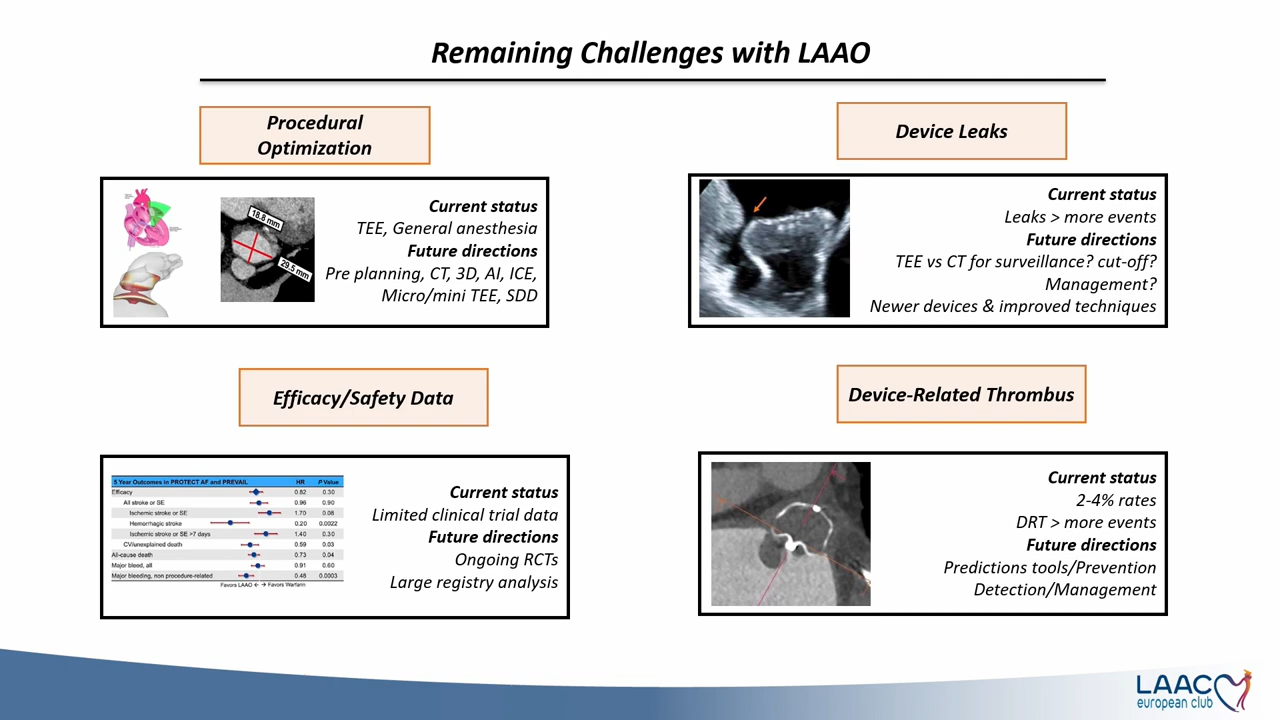 Remaining Challenges with LAAO
Procedural
Optimization
18.8 mm
29.5 mm
Current status
TEE, General anesthesia
Future directions
Pre planning, CT, 3D, AI, ICE,
Micro/mini TEE, SDD
Device Leaks
Current status
Leaks > more events
Future directions
TEE vs CT for surveillance? cut-off?
Management?
Newer devices & improved techniques
Efficacy/Safety Data
5 Year Outcomes in PROTECT AF and PREVAIL HR P Value
Efficacy 0.82 0.30
All stroke or SE 0.96 0.90
Ischemic stroke or SE 1.70 0.08
Hemorrhagic stroke 0.20 0.0022
Ischemic stroke or SE >7 days 1.40 0.30
CV/unexplained death 0.59 0.03
All-cause death 0.73 0.04
Major bleed, all 0.91 0.60
Major bleeding, non procedure-related 0.48 0.0003
Favors LAAO ← → Favors Warfarin
Current status
Limited clinical trial data
Future directions
Ongoing RCTs
Large registry analysis
Device-Related Thrombus
Current status
2-4% rates
DRT > more events
Future directions
Predictions tools/Prevention
Detection/Management
LAAC
european club